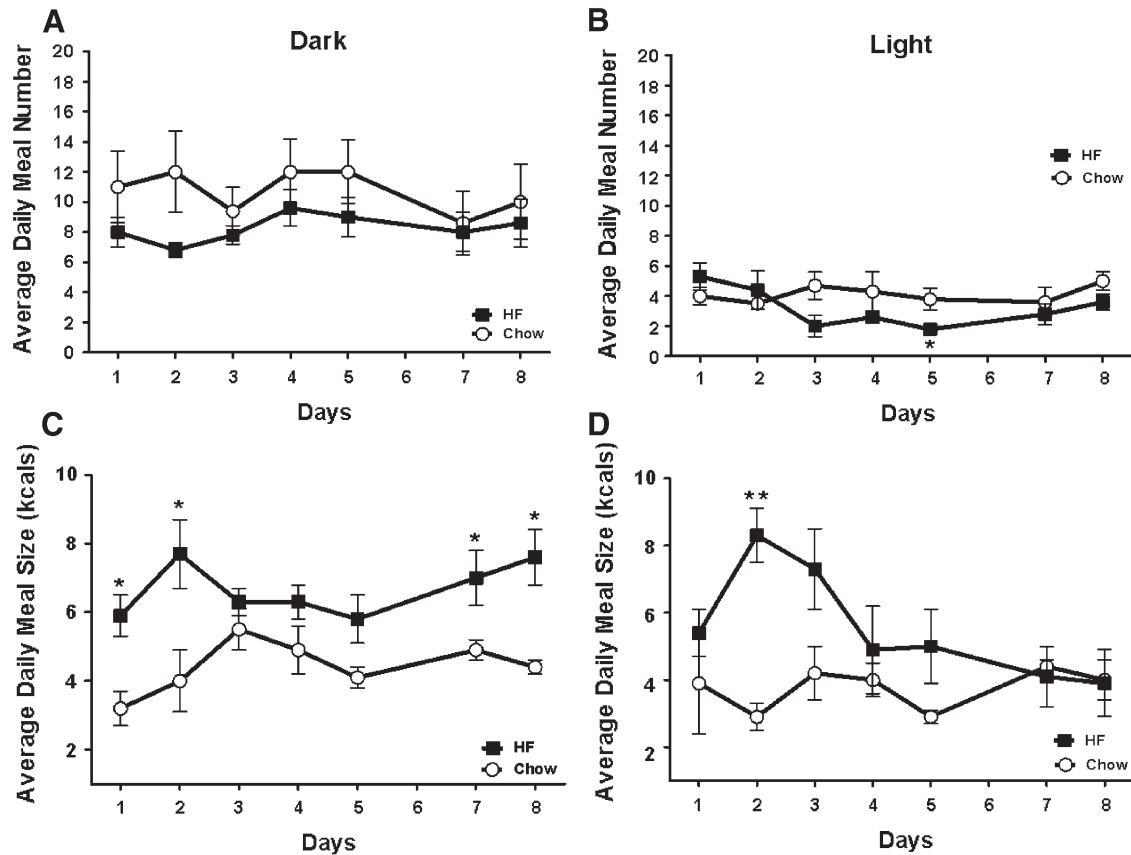 A
Dark
Average Daily Meal Number
20
18
16
14
12
10
8
6
4
2
0
HF
Chow
1 2 3 4 5 6 7 8
Days
B
Light
Average Daily Meal Number
20
18
16
14
12
10
8
6
4
2
0
HF
Chow
*
1 2 3 4 5 6 7 8
Days
C
Average Daily Meal Size (kcals)
10
8
6
4
2
*
*
*
*
HF
Chow
1 2 3 4 5 6 7 8
Days
D
Average Daily Meal Size (kcals)
10
8
6
4
2
**
HF
Chow
1 2 3 4 5 6 7 8
Days